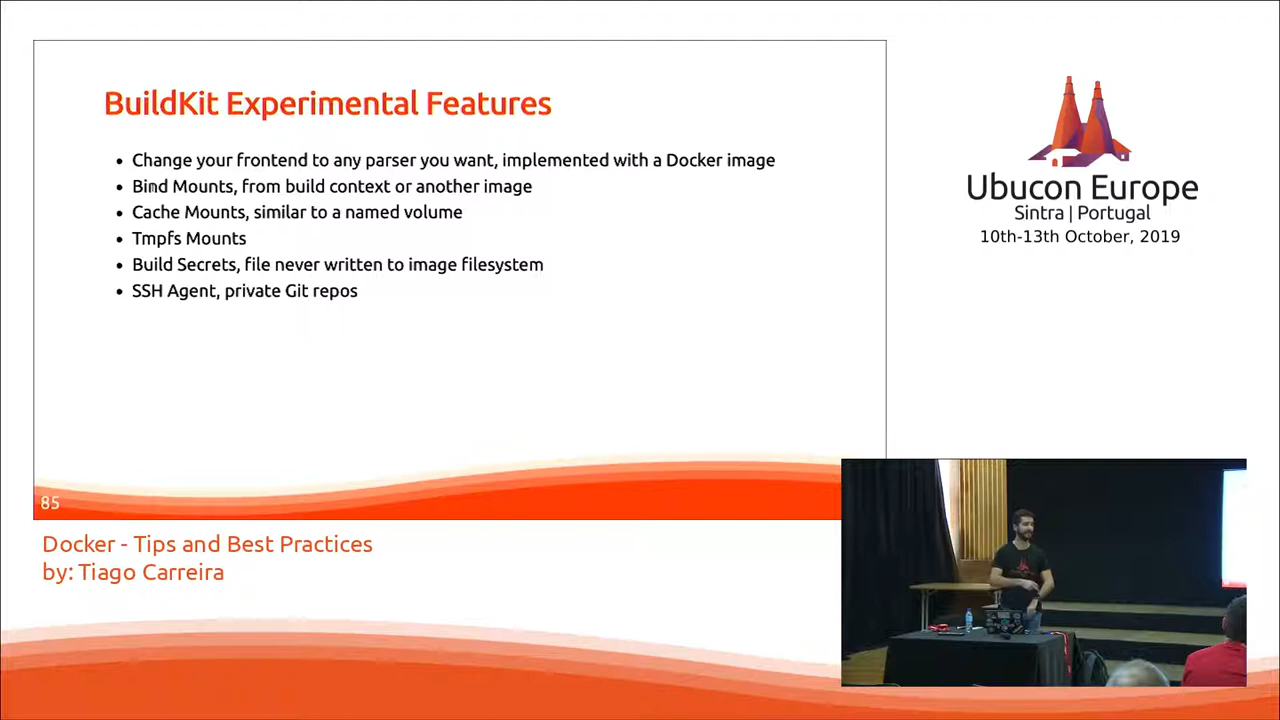 BuildKit Experimental Features
• Change your frontend to any parser you want, implemented with a Docker image
• Bind Mounts, from build context or another image
• Cache Mounts, similar to a named volume
• Tmpfs Mounts
• Build Secrets, file never written to image filesystem
• SSH Agent, private Git repos
85
Ubucon Europe
Sintra | Portugal
10th-13th October, 2019
Docker - Tips and Best Practices
by: Tiago Carreira